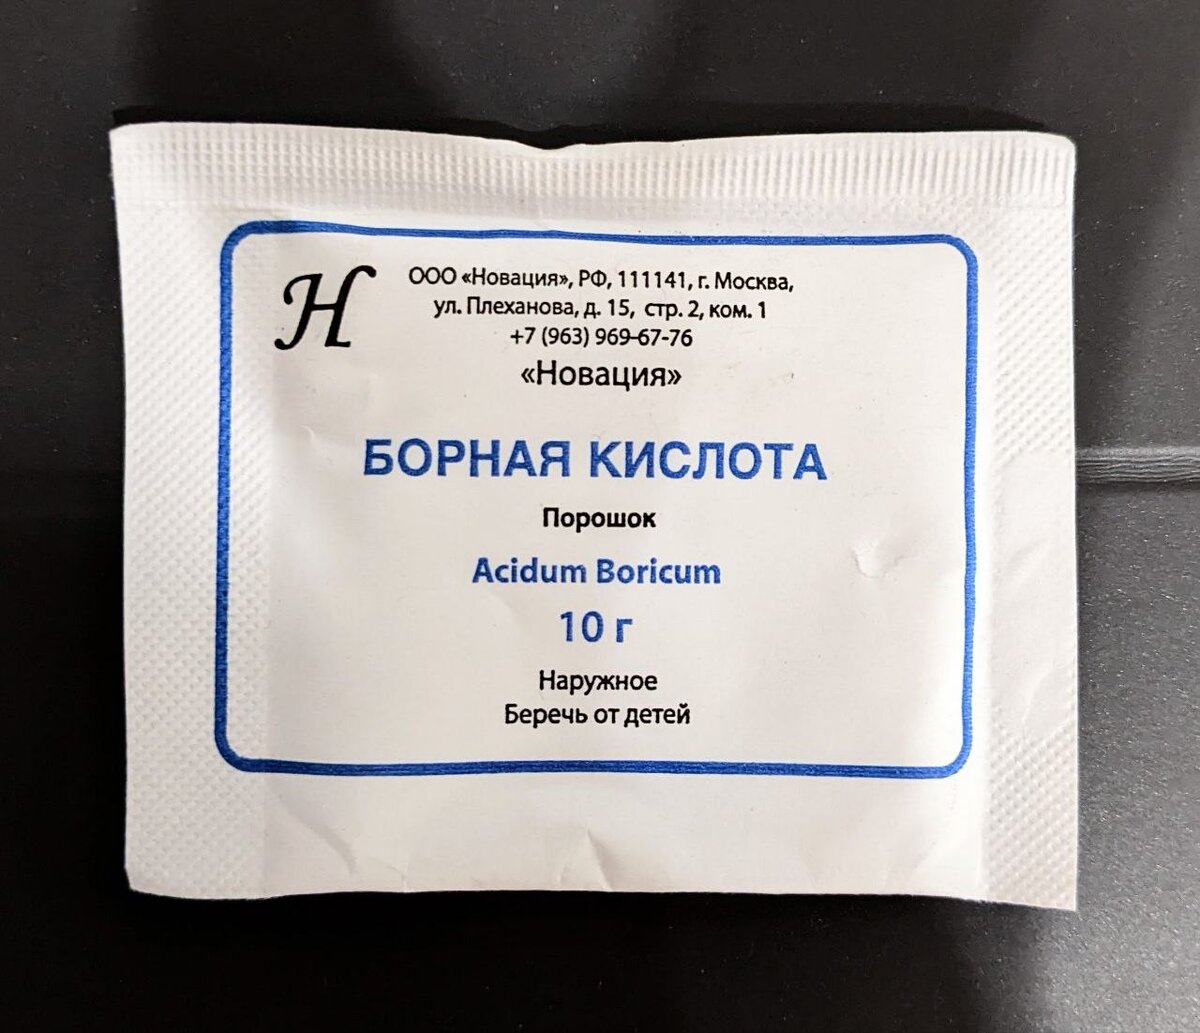 Н
ООО «Новация», РФ, 111141, г. Москва,
ул. Плеханова, д. 15, стр. 2, ком. 1
+7 (963) 969-67-76
«Новация»
БОРНАЯ КИСЛОТА
Порошок
Acidum Boricum
10 г
Наружное
Беречь от детей